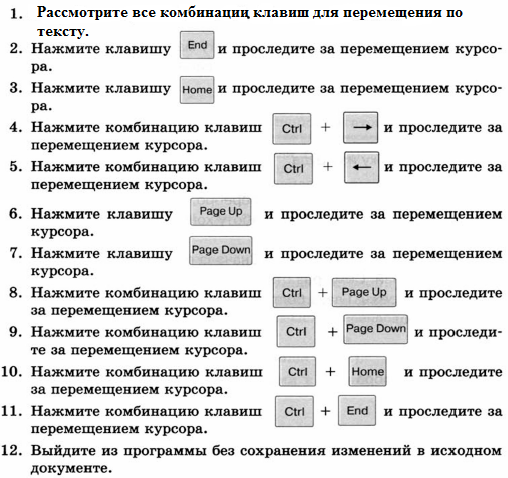 1. Рассмотрите все комбинациң клавиш для перемещения по
тексту.
2. Нажмите клавишу End и проследите за перемещением курсо-
ра.
3. Нажмите клавишу Home и проследите за перемещением курсо-
ра.
4. Нажмите комбинацию клавиш Ctrl + → и проследите за
перемещением курсора.
5. Нажмите комбинацию клавиш Ctrl + ← и проследите за
перемещением курсора.
6. Нажмите клавишу Page Up и проследите за перемещением
курсора.
7. Нажмите клавишу Page Down и проследите за перемещением
курсора.
8. Нажмите комбинацию клавиш Ctrl + Page Up и проследите
за перемещением курсора.
9. Нажмите комбинацию клавиш Ctrl + Page Down и проследи-
те за перемещением курсора.
10. Нажмите комбинацию клавиш Ctrl + Home и проследите
за перемещением курсора.
11. Нажмите комбинацию клавиш Ctrl + End и проследите за
перемещением курсора.
12. Выйдите из программы без сохранения изменений в исходном
документе.